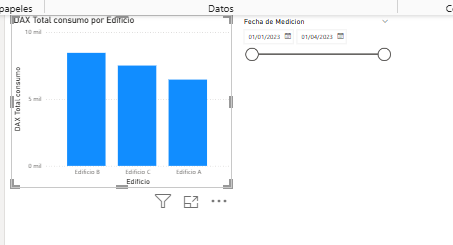 papeles
Datos
DAX Total consumo por Edificio
Fecha de Medicion
01/01/2023
01/04/2023
10 mil
5 mil
0 mil
DAX Total consumo
Edificio B
Edificio C
Edificio A
Edificio